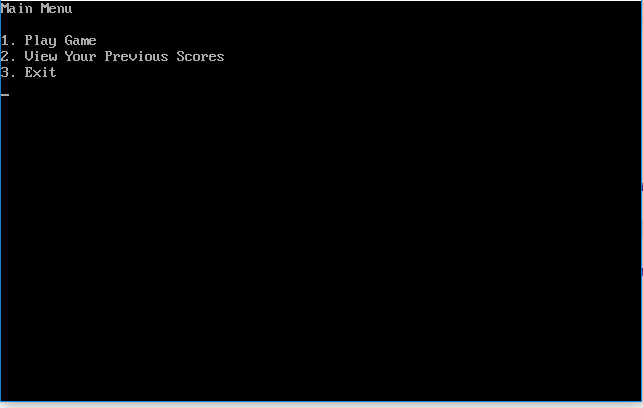 Main Menu
1. Play Game
2. View Your Previous Scores
3. Exit